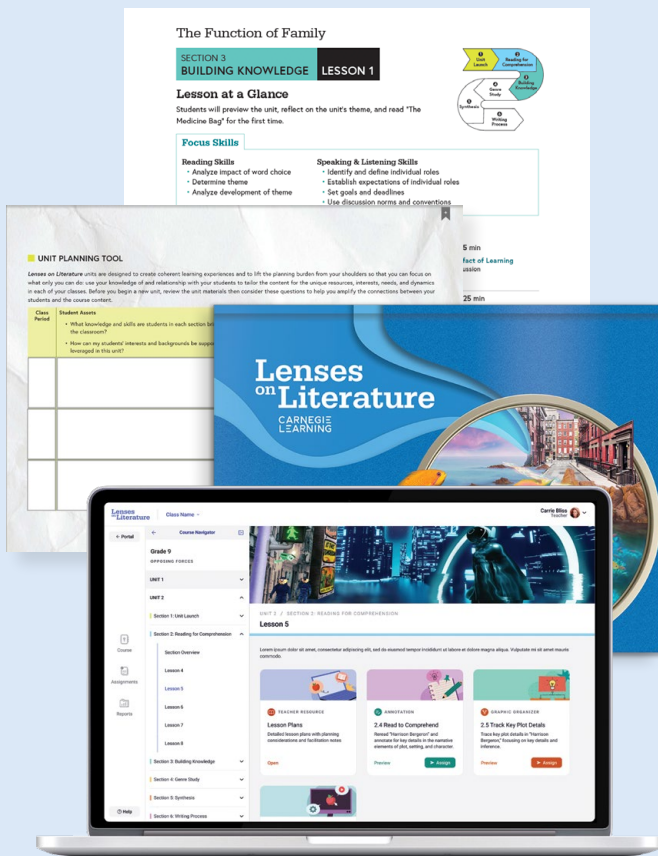 The Function of Family
SECTION 3
BUILDING KNOWLEDGE LESSON 1
Lesson at a Glance
Students will preview the unit, reflect on the unit's theme, and read "The
Medicine Bag" for the first time.
1
Unit
Launch
2
Reading for
Comprehension
3
Building
Knowledge
4
Genre
Study
5
Synthesis
6
Writing
Process
Focus Skills
Reading Skills
• Analyze impact of word choice
• Determine theme
• Analyze development of theme
Speaking & Listening Skills
• Identify and define individual roles
• Establish expectations of individual roles
• Set goals and deadlines
• Use discussion norms and conventions
5 min
fact of Learning
ussion
25 min
UNIT PLANNING TOOL
Lenses on Literature units are designed to create coherent learning experiences and to lift the planning burden from your shoulders so that you can focus on
what only you can do: use your knowledge of and relationship with your students to tailor the content for the unique resources, interests, needs, and dynamics
in each of your classes. Before you begin a new unit, review the unit materials then consider these questions to help you amplify the connections between your
students and the course content.
Class
Period
Student Assets
• What knowledge and skills are students in each section bri
the classroom?
• How can my students' interests and backgrounds be suppo
leveraged in this unit?
Lenses
on Literature
CARNEGIE
LEARNING
Lenses
on Literature
Class Name
Carrie Bliss
Teacher
← Portal
Course
Assignments
Reports
Help
← Course Navigator
Grade 9
OPPOSING FORCES
UNIT 1
UNIT 2
Section 1: Unit Launch
Section 2: Reading for Comprehension
Section Overview
Lesson 4
Lesson 5
Lesson 6
Lesson 7
Lesson 8
Section 3: Building Knowledge
Section 4: Genre Study
Section 5: Synthesis
Section 6: Writing Process
UNIT 2 / SECTION 2: READING FOR COMPREHENSION
Lesson 5
Lorem ipsum dolor sit amet, consectetur adipiscing elit, sed do eiusmod tempor incididunt ut labore et dolore magna aliqua. Vulputate mi sit amet mauris
commodo.
TEACHER RESOURCE
Lesson Plans
Detailed lesson plans with planning
considerations and facilitation notes.
Open
ANNOTATION
2.4 Read to Comprehend
Reread "Harrison Bergeron" and
annotate for key details in the narrative
elements of plot, setting, and character.
Preview
Assign
GRAPHIC ORGANIZER
2.5 Track Key Plot Details
Trace key details in "Harrison
Bergeron," focusing on key details and
inference.
Preview
Assign